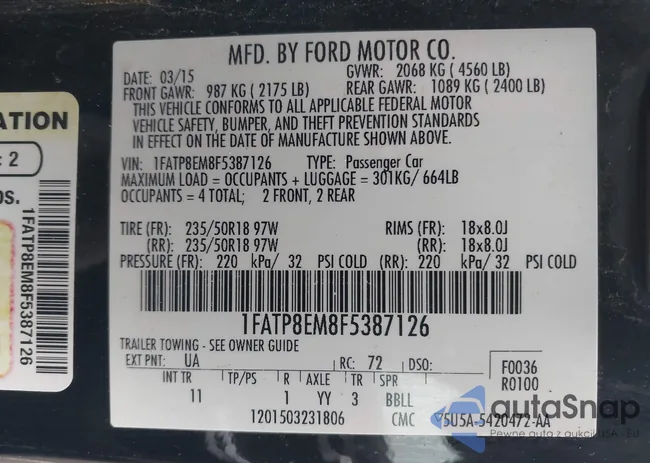 MFD. BY FORD MOTOR CO.
DATE: 03/15 GVWR: 2068 KG (4560 LB)
FRONT GAWR: 987 KG (2175 LB) REAR GAWR: 1089 KG (2400 LB)
THIS VEHICLE CONFORMS TO ALL APPLICABLE FEDERAL MOTOR
VEHICLE SAFETY, BUMPER, AND THEFT PREVENTION STANDARDS
IN EFFECT ON THE DATE OF MANUFACTURE SHOWN ABOVE.
VIN: 1FATP8EM8F5387126 TYPE: Passenger Car
MAXIMUM LOAD = OCCUPANTS + LUGGAGE = 301KG/ 664LB
OCCUPANTS = 4 TOTAL; 2 FRONT, 2 REAR
TIRE (FR): 235/50R18 97W RIMS (FR): 18x8.0J
(RR): 235/50R18 97W (RR): 18x8.0J
PRESSURE (FR): 220 kPa/ 32 PSI COLD (RR): 220 kPa/ 32 PSI COLD
1FATP8EM8F5387126
TRAILER TOWING - SEE OWNER GUIDE
EXT PNT: UA RC: 72 DSO: F0036
R0100
INT TR TP/PS R AXLE TR SPR
11 1 YY 3 BBLL
1201503231806 CMC 5U5A-5420472-AA
ATION
: 2
OS.
1FATP8EM8F5387126
autoSnap
Pewne auta z aukcji USA i EU